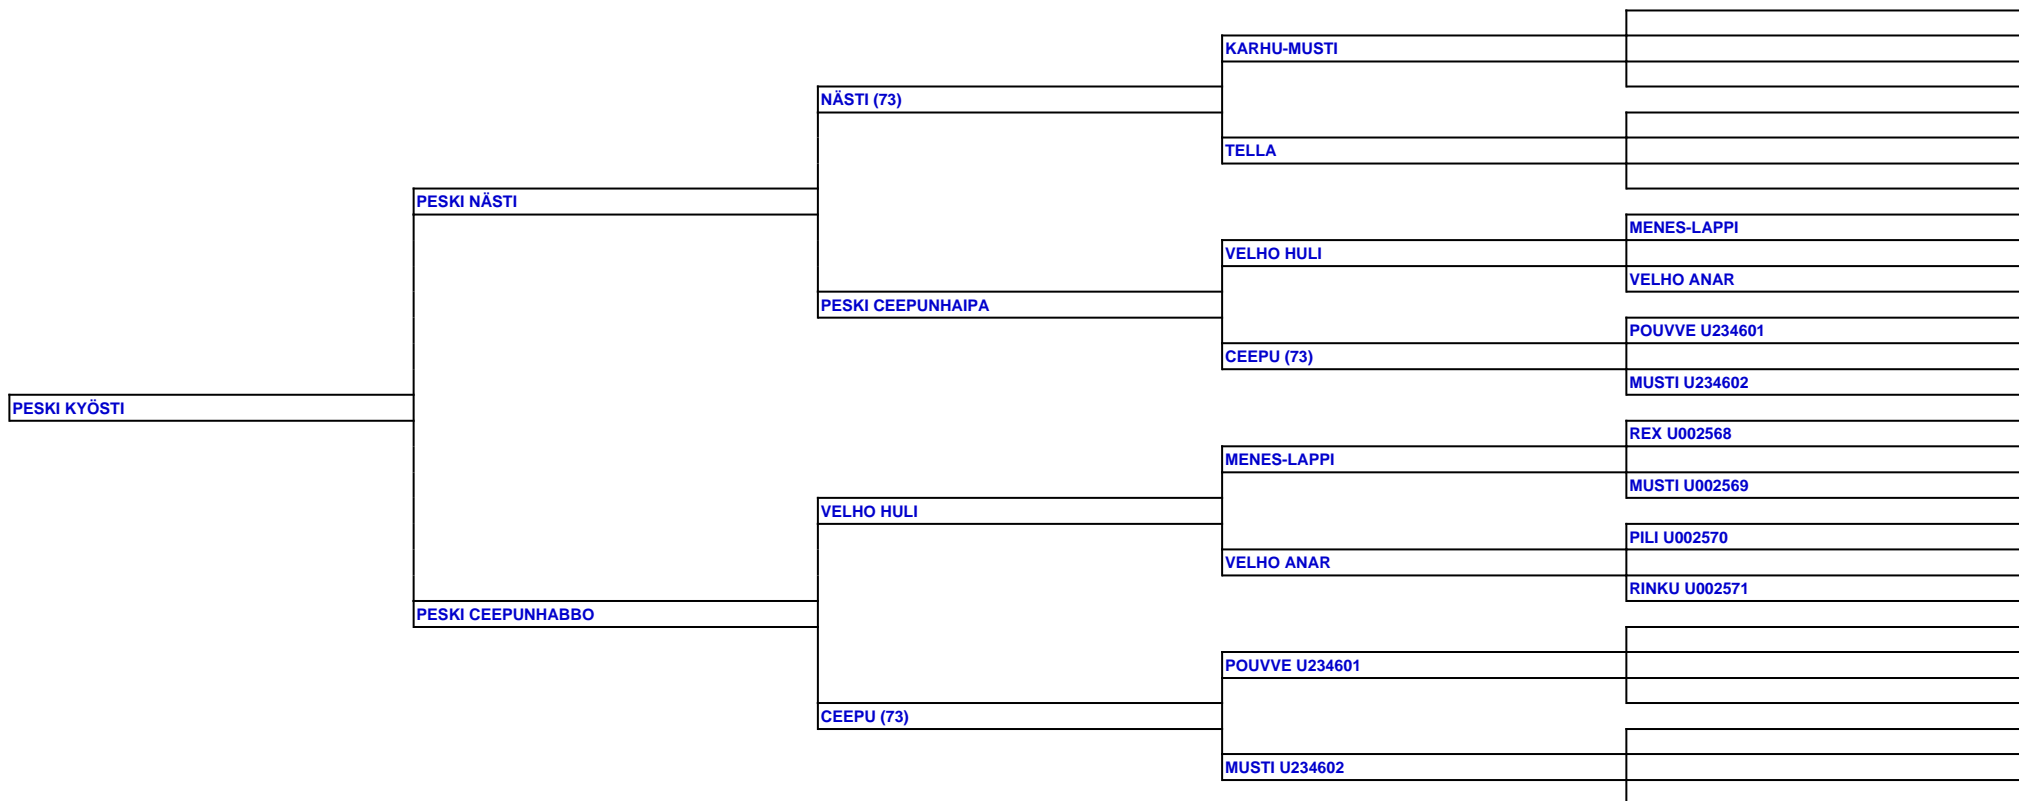 KARHU-MUSTI
NÄSTI (73)
TELLA
PESKI NÄSTI
MENES-LAPPI
VELHO HULI
VELHO ANAR
PESKI CEEPUNHAIPA
POUVVE U234601
CEEPU (73)
MUSTI U234602
PESKI KYÖSTI
REX U002568
MENES-LAPPI
MUSTI U002569
VELHO HULI
PILI U002570
VELHO ANAR
RINKU U002571
PESKI CEEPUNHABBO
POUVVE U234601
CEEPU (73)
MUSTI U234602